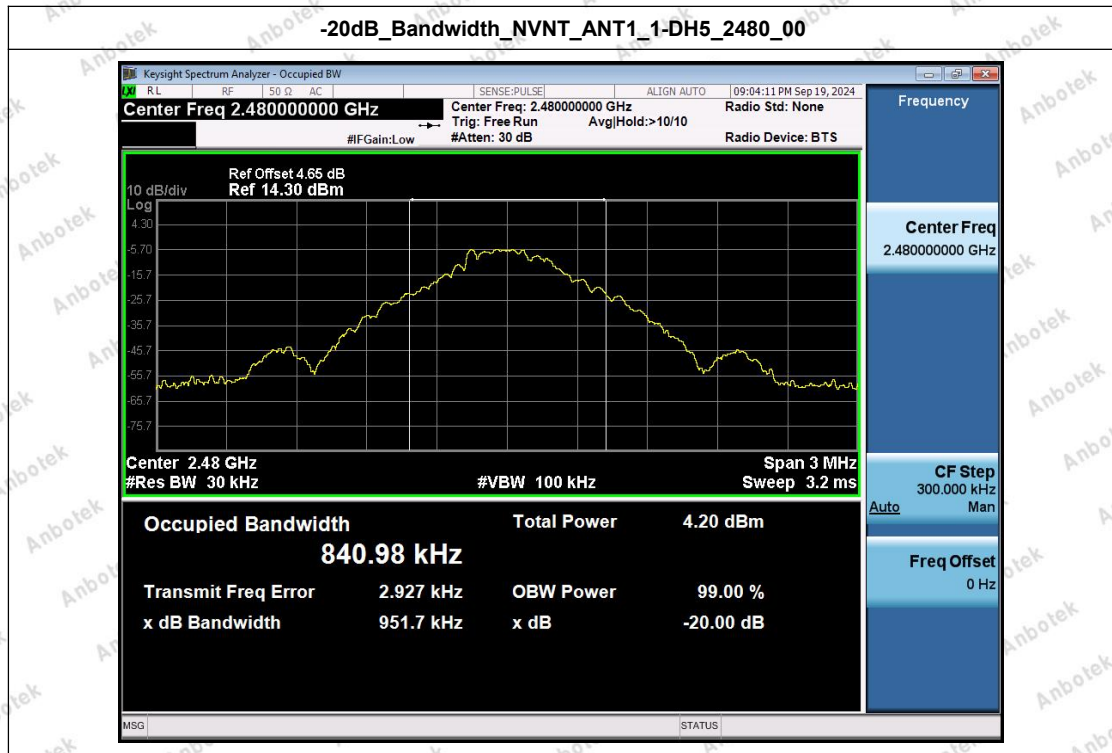 -20dB_Bandwidth_NVNT_ANT1_1-DH5_2480_00
Keysight Spectrum Analyzer - Occupied BW
LXI RL RF 50 Ω AC SENSE:PULSE ALIGN AUTO 09:04:11 PM Sep 19, 2024
Center Freq 2.480000000 GHz
Center Freq: 2.480000000 GHz Radio Std: None
Trig: Free Run Avg|Hold:>10/10
#IFGain:Low #Atten: 30 dB Radio Device: BTS
Ref Offset 4.65 dB
10 dB/div Ref 14.30 dBm
Log
4.30
-5.70
-15.7
-25.7
-35.7
-45.7
-55.7
-65.7
-75.7
Center 2.48 GHz Span 3 MHz
#Res BW 30 kHz #VBW 100 kHz Sweep 3.2 ms
Occupied Bandwidth Total Power 4.20 dBm
840.98 kHz
Transmit Freq Error 2.927 kHz OBW Power 99.00 %
x dB Bandwidth 951.7 kHz x dB -20.00 dB
MSG STATUS
Frequency
Center Freq
2.480000000 GHz
CF Step
300.000 kHz
Auto Man
Freq Offset
0 Hz
Anbotek